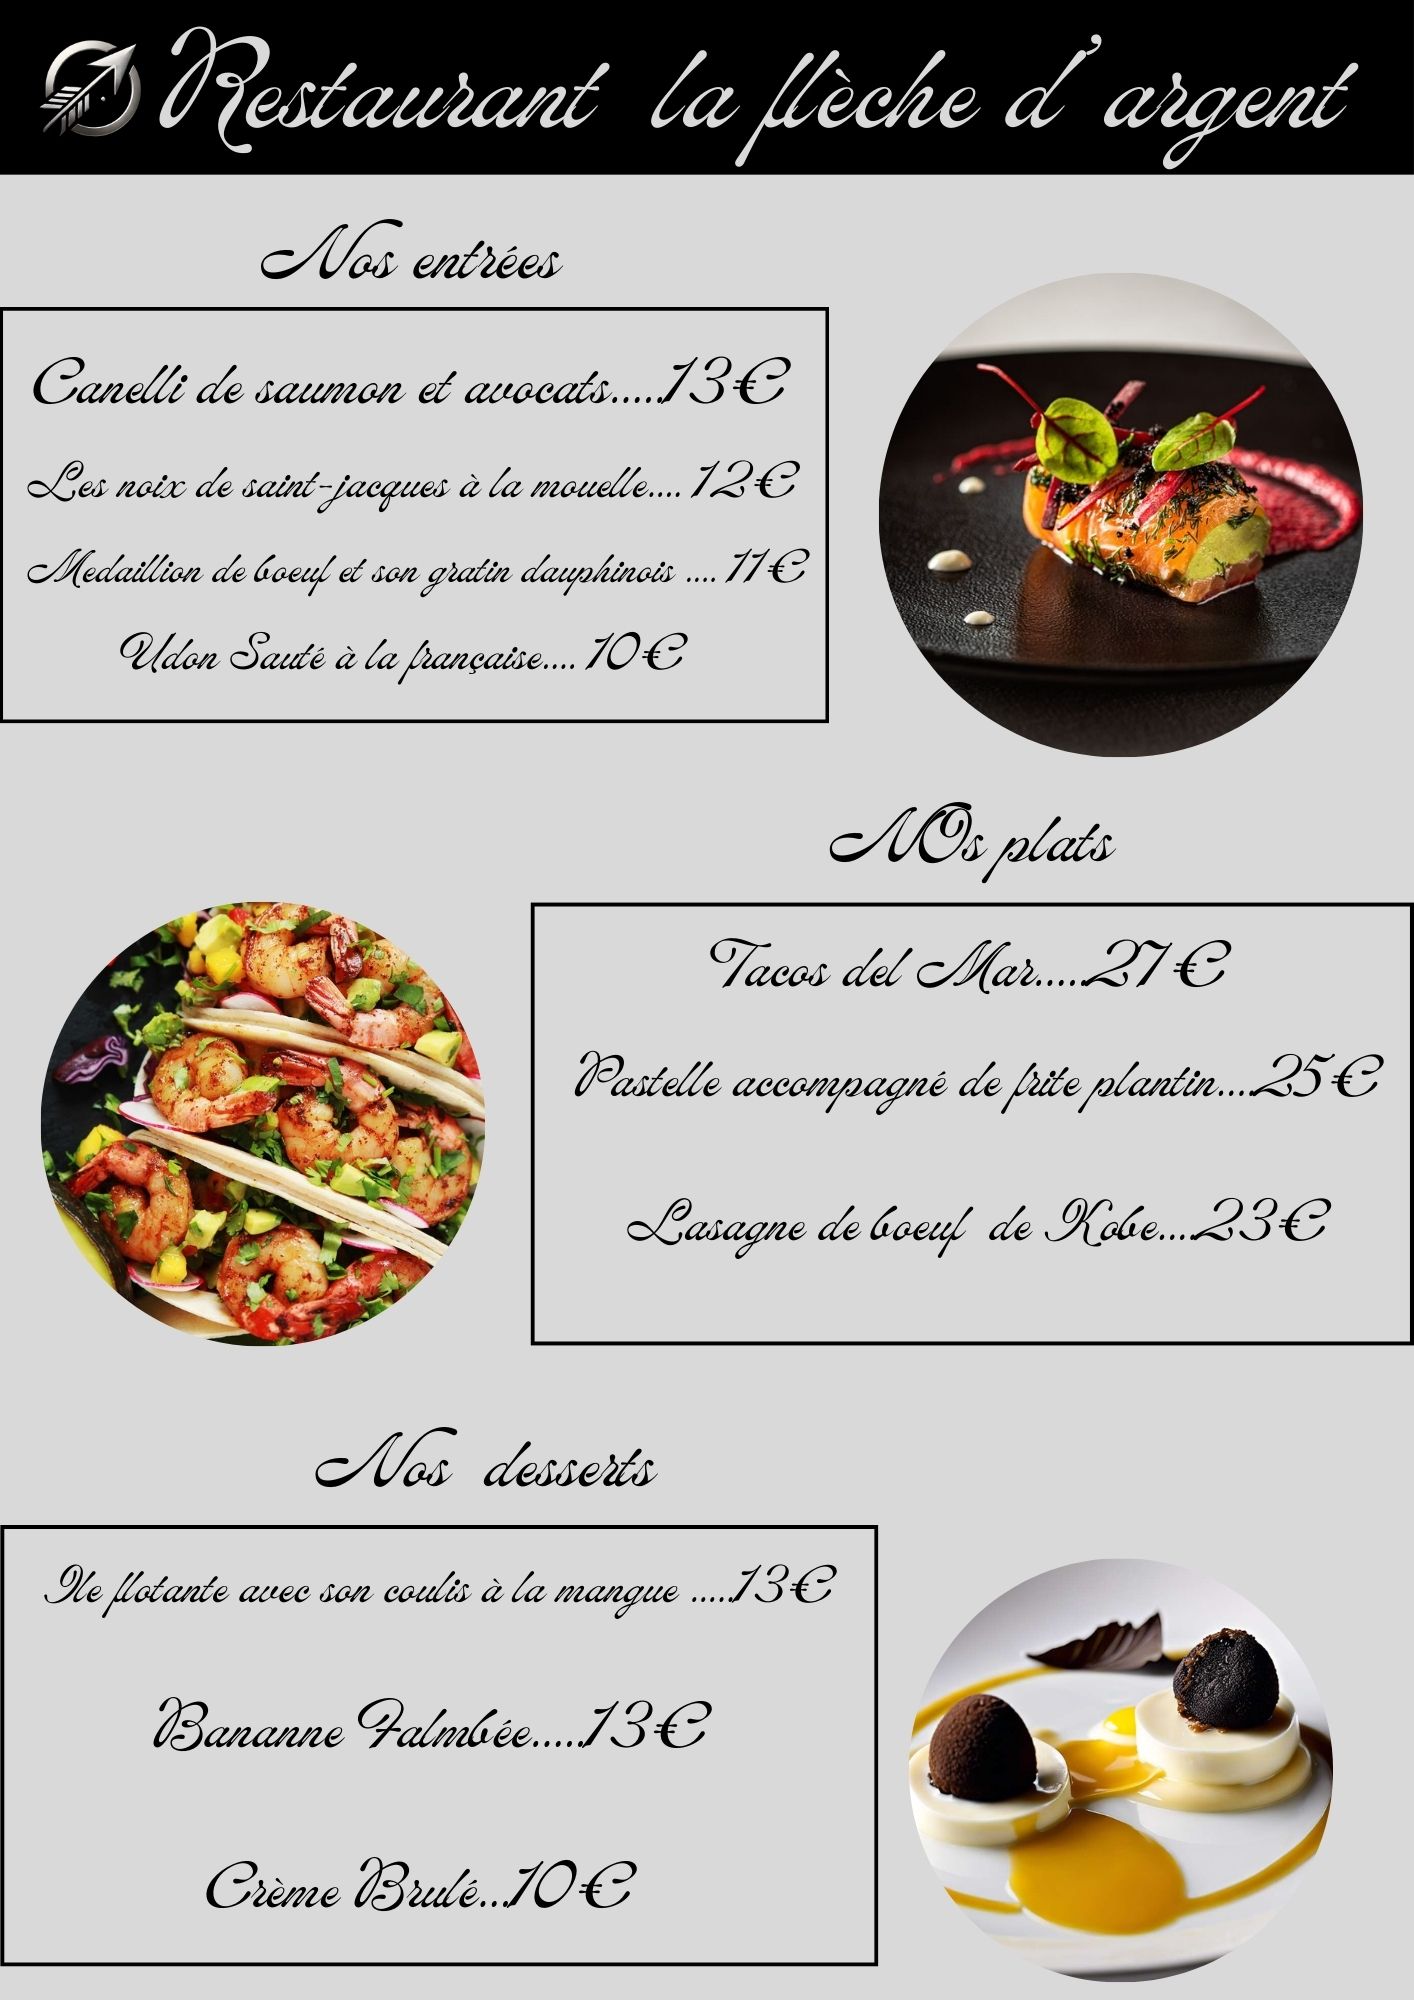 Restaurant la flèche d'argent
Nos entrées
Canelli de saumon et avocats.....13€
Les noix de saint-jacques à la mouelle.... 12€
Medaillion de boeuf et son gratin dauphinois .... 11€
Udon Sauté à la française.... 10€
NOs plats
Tacos del Mar.....27€
Pastelle accompagné de frite plantin....25€
Lasagne de boeuf de Kobe....23€
Nos desserts
Ile flotante avec son coulis à la mangue .....13€
Bananne Falmbée.....13€
Crème Brulé...10€